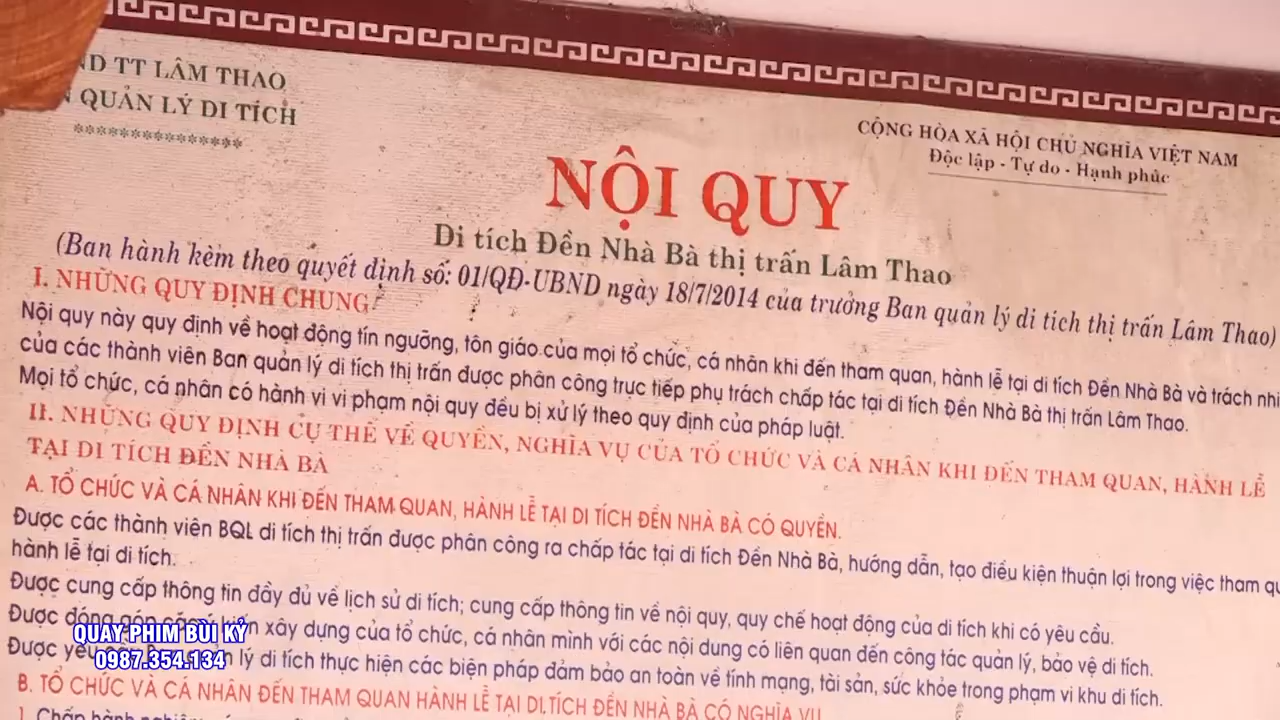 ND TT LÂM THAO
QUẢN LÝ DI TÍCH
***************
CỘNG HÒA XÃ HỘI CHỦ NGHĨA VIỆT NAM
Độc lập - Tự do - Hạnh phúc
NỘI QUY
Di tích Đền Nhà Bà thị trấn Lâm Thao
(Ban hành kèm theo quyết định số: 01/QĐ-UBND ngày 18/7/2014 của trưởng Ban quản lý di tích thị trấn Lâm Thao)
I. NHỮNG QUY ĐỊNH CHUNG
Nội quy này quy định về hoạt động tín ngưỡng, tôn giáo của mọi tổ chức, cá nhân khi đến tham quan, hành lễ tại di tích Đền Nhà Bà và trách nhi
của các thành viên Ban quản lý di tích thị trấn được phân công trực tiếp phụ trách chấp tác tại di tích Đền Nhà Bà thị trấn Lâm Thao.
Mọi tổ chức, cá nhân có hành vi vi phạm nội quy đều bị xử lý theo quy định của pháp luật.
II. NHỮNG QUY ĐỊNH CỤ THỂ VỀ QUYỀN, NGHĨA VỤ CỦA TỔ CHỨC VÀ CÁ NHÂN KHI ĐẾN THAM QUAN, HÀNH LỄ
TẠI DI TÍCH ĐỀN NHÀ BÀ
A. TỔ CHỨC VÀ CÁ NHÂN KHI ĐẾN THAM QUAN, HÀNH LỄ TẠI DI TÍCH ĐỀN NHÀ BÀ CÓ QUYỀN.
Được các thành viên BQL di tích thị trấn được phân công ra chấp tác tại di tích Đền Nhà Bà, hướng dẫn, tạo điều kiện thuận lợi trong việc tham qu
hành lễ tại di tích.
Được cung cấp thông tin đầy đủ về lịch sử di tích; cung cấp thông tin về nội quy, quy chế hoạt động của di tích khi có yêu cầu.
Được đóng góp xây dựng của tổ chức, cá nhân mình với các nội dung có liên quan đến công tác quản lý, bảo vệ di tích.
Được lý di tích thực hiện các biện pháp đảm bảo an toàn về tính mạng, tài sản, sức khỏe trong phạm vi khu di tích.
B. TỔ CHỨC VÀ CÁ NHÂN ĐẾN THAM QUAN HÀNH LỄ TẠI DI TÍCH ĐỀN NHÀ BÀ CÓ NGHĨA VỤ
1. Chấp hành
QUAY PHIM BÙI KÝ
0987.354.134